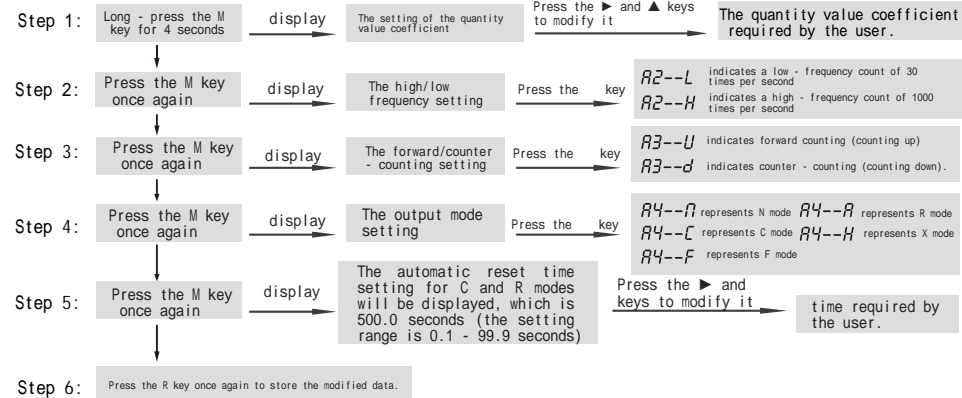 Step 1:
Long - press the M
key for 4 seconds
display
The setting of the quantity
value coefficient
Press the ► and ▲ keys
to modify it
The quantity value coefficient
required by the user.
Step 2:
Press the M key
once again
display
The high/low
frequency setting
Press the key
A2--L indicates a low - frequency count of 30
times per second
A2--H indicates a high - frequency count of 1000
times per second
Step 3:
Press the M key
once again
display
The forward/counter
- counting setting
Press the key
A3--U indicates forward counting (counting up)
A3--d indicates counter - counting (counting down).
Step 4:
Press the M key
once again
display
The output mode
setting
Press the key
A4--N represents N mode A4--A represents R mode
A4--C represents C mode A4--H represents X mode
A4--F represents F mode
Step 5:
Press the M key
once again
display
The automatic reset time
setting for C and R modes
will be displayed, which is
500.0 seconds (the setting
range is 0.1 - 99.9 seconds)
Press the ► and
keys to modify it
time required by
the user.
Step 6:
Press the R key once again to store the modified data.